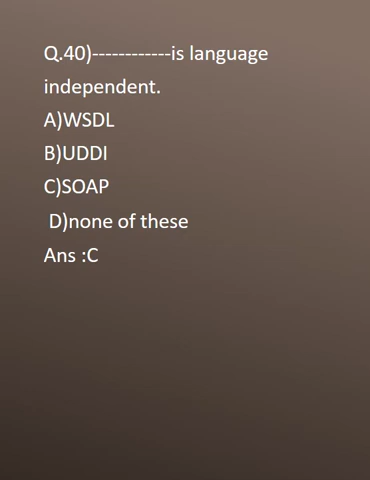 Q.40)------------is language
independent.
A)WSDL
B)UDDI
C)SOAP
D)none of these
Ans :C